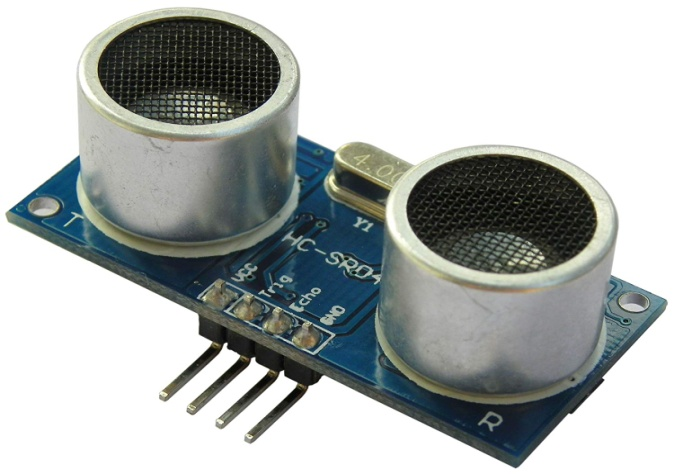 4.00
T
Y1
HC-SR04
Vcc
Trig
Echo
GND
R